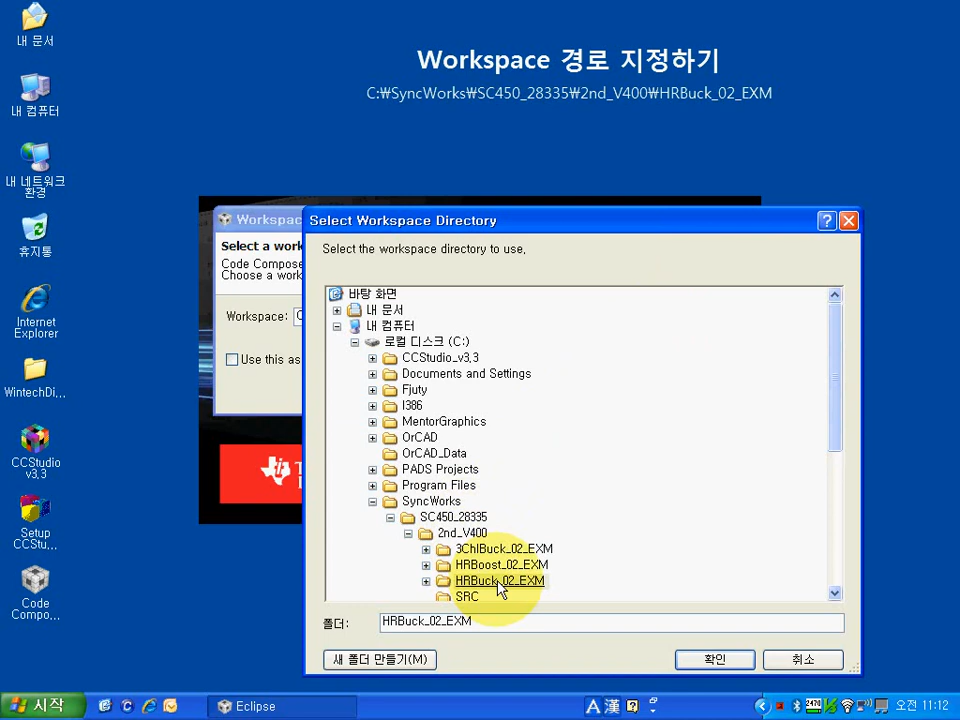 내 문서
내 컴퓨터
내 네트워크
환경
휴지통
Internet
Explorer
WintechDi...
CCStudio
v3,3
Setup
CCStu...
Code
Compo...
Workspace 경로 지정하기
C:₩SyncWorks₩SC450_28335₩2nd_V400₩HRBuck_02_EXM
Workspac
Select a work
Code Compose
Choose a work
Workspace:
Use this as
Select Workspace Directory
Select the workspace directory to use,
바탕 화면
내 문서
내 컴퓨터
로컬 디스크 (C:)
CCStudio_v3,3
Documents and Settings
Fjuty
I386
MentorGraphics
OrCAD
OrCAD_Data
PADS Projects
Program Files
SyncWorks
SC450_28335
2nd_V400
3ChIBuck_02_EXM
HRBoost_02_EXM
HRBuck_02_EXM
SRC
폴더: HRBuck_02_EXM
새 폴더 만들기(M) 확인 취소
시작 Eclipse A 漢 오전 11:12